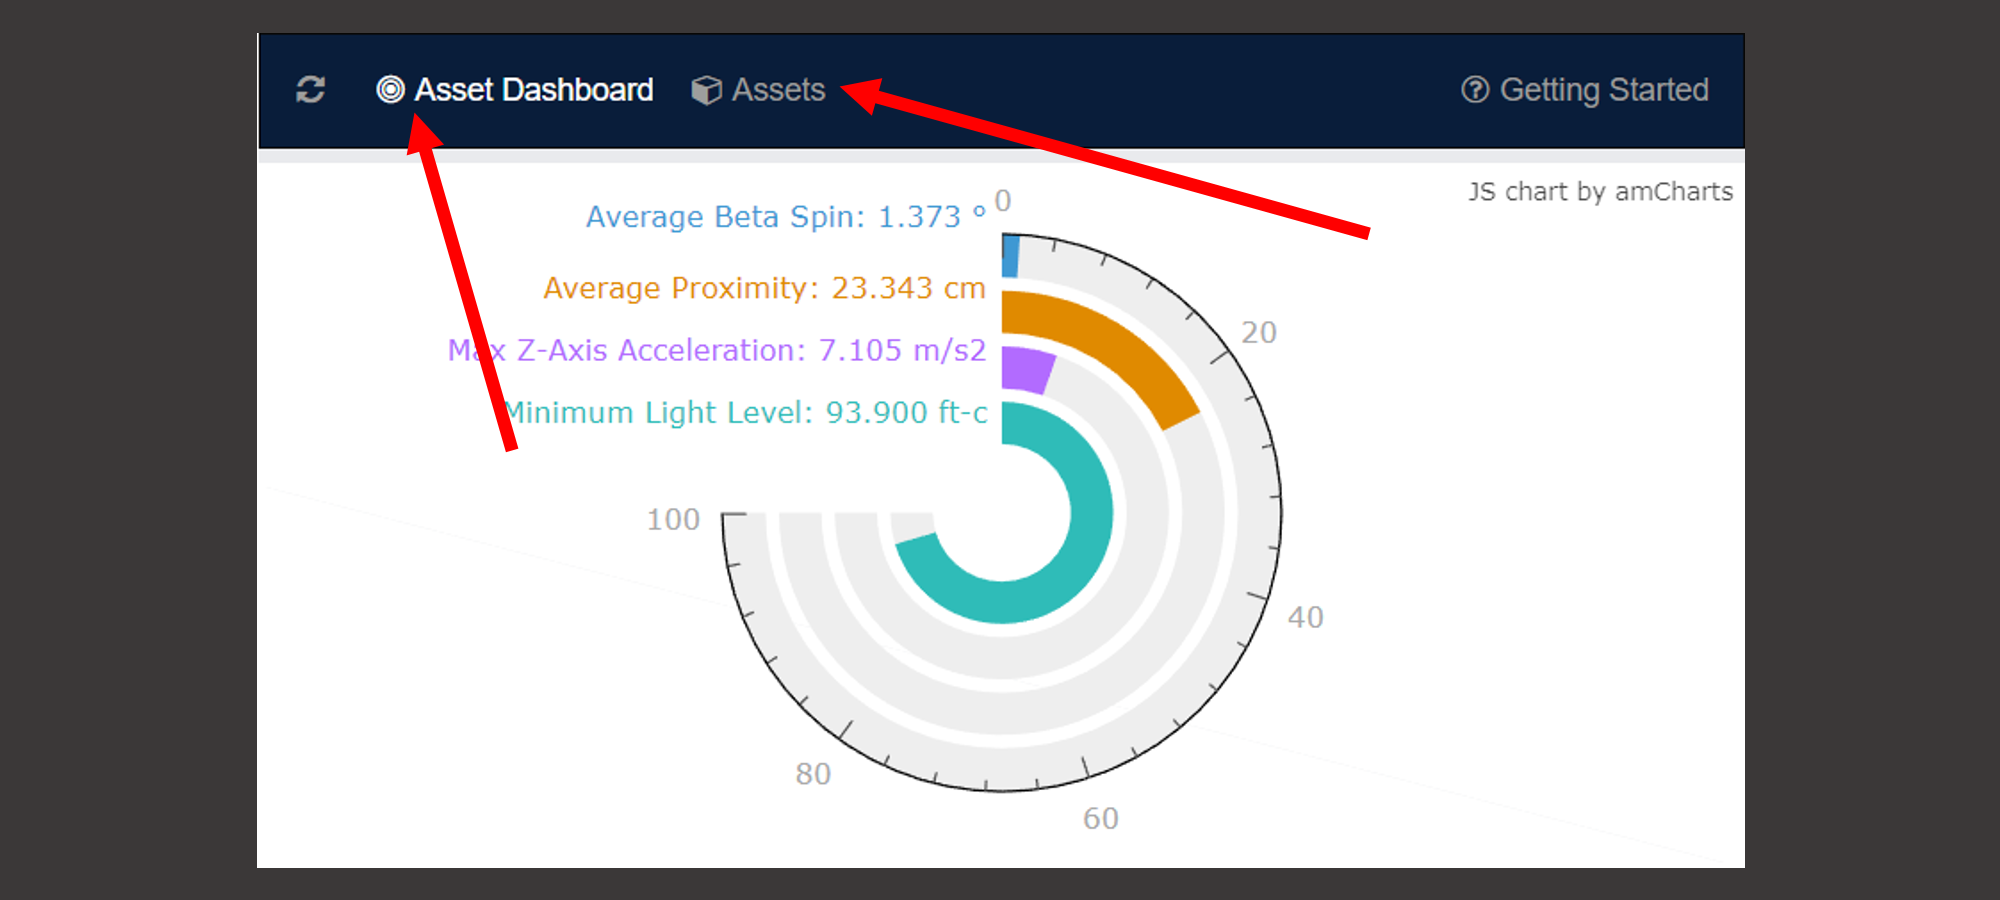 Asset Dashboard Assets Getting Started
JS chart by amCharts
Average Beta Spin: 1.373 °
Average Proximity: 23.343 cm
Max Z-Axis Acceleration: 7.105 m/s2
Minimum Light Level: 93.900 ft-c
0
20
40
60
80
100